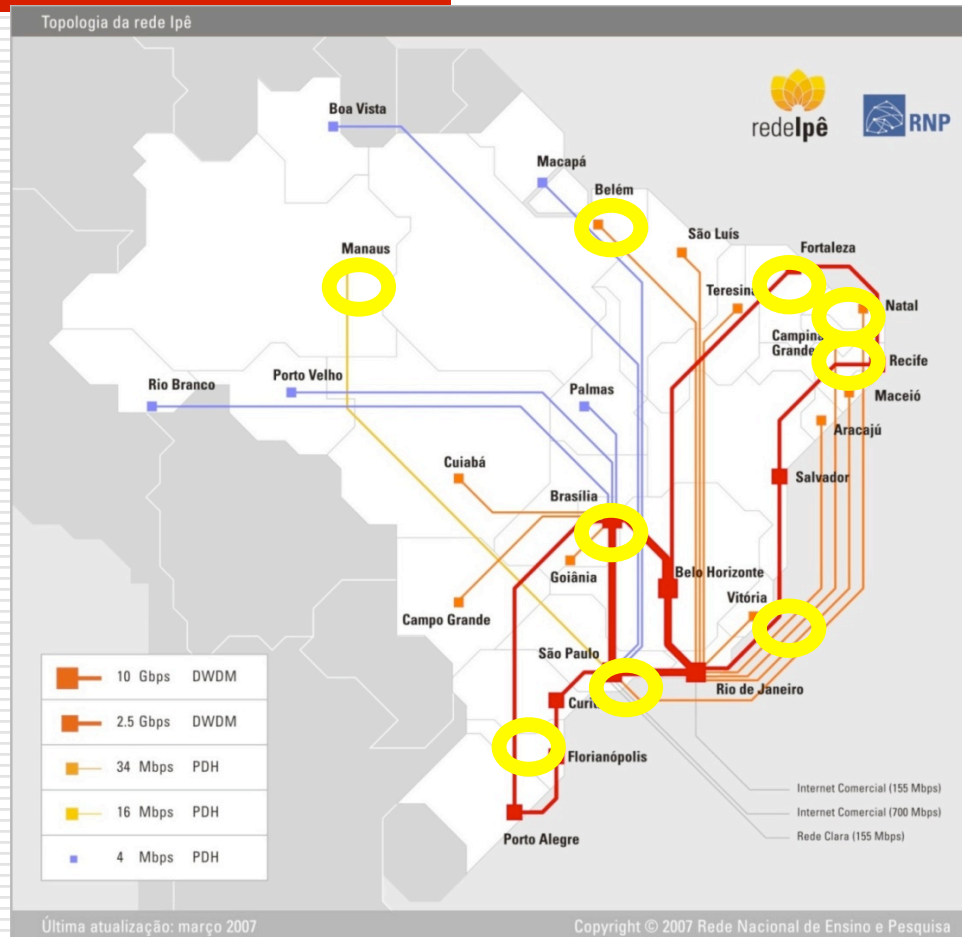 Topologia da rede Ipê
redeIpê
RNP
Boa Vista
Macapá
Belém
São Luís
Fortaleza
Manaus
Teresina
Natal
Campina
Grande
Recife
Rio Branco
Porto Velho
Palmas
Maceió
Aracajú
Cuiabá
Salvador
Brasília
Goiânia
Belo Horizonte
Vitória
Campo Grande
São Paulo
Rio de Janeiro
Florianópolis
Porto Alegre
10 Gbps DWDM
2.5 Gbps DWDM
34 Mbps PDH
16 Mbps PDH
4 Mbps PDH
Internet Comercial (155 Mbps)
Internet Comercial (700 Mbps)
Rede Clara (155 Mbps)
Última atualização: março 2007
Copyright © 2007 Rede Nacional de Ensino e Pesquisa